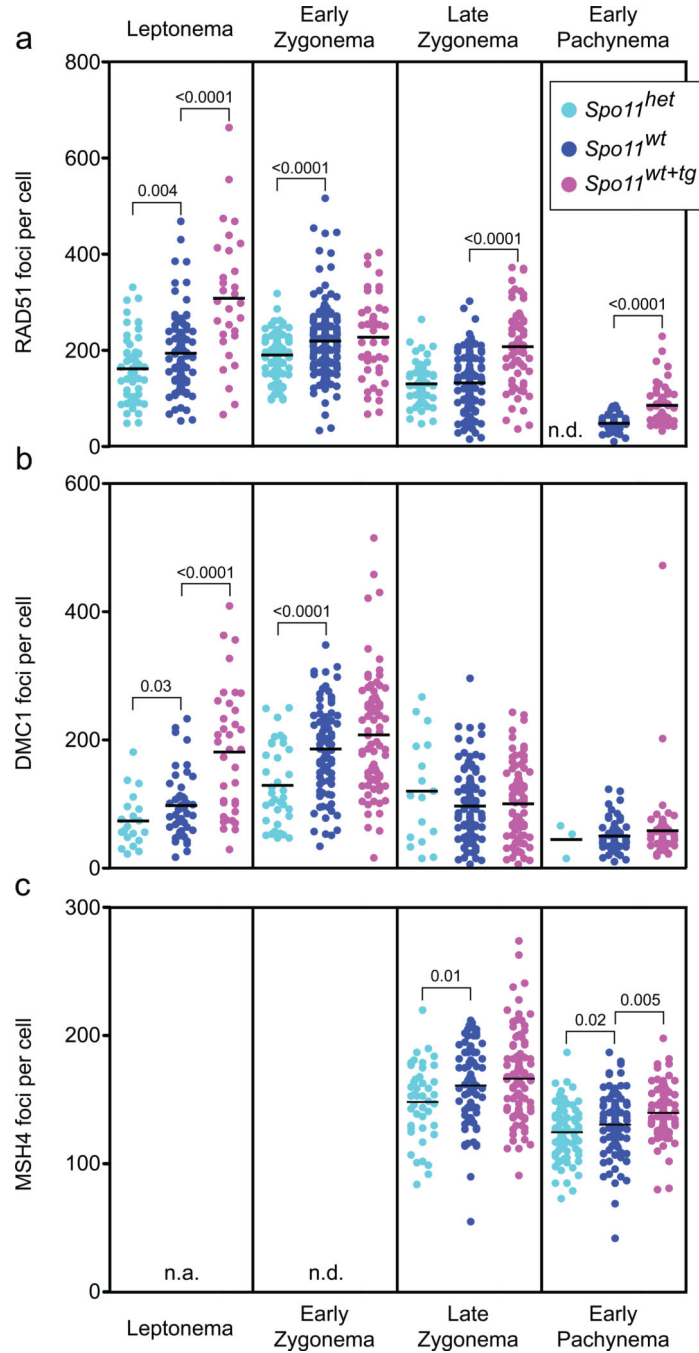 a
Leptonema
Early
Zygonema
Late
Zygonema
Early
Pachynema
800
600
400
200
0
RAD51 foci per cell
0.004
<0.0001
<0.0001
<0.0001
<0.0001
n.d.
Spo11het
Spo11wt
Spo11wt+tg
b
600
400
200
0
DMC1 foci per cell
0.03
<0.0001
<0.0001
c
300
200
100
0
MSH4 foci per cell
0.01
0.02
0.005
n.a.
n.d.
Leptonema
Early
Zygonema
Late
Zygonema
Early
Pachynema